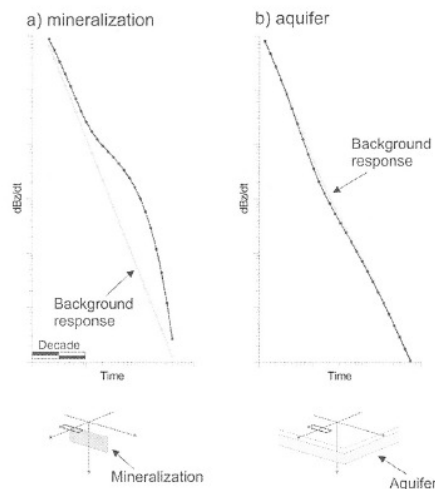 a) mineralization
b) aquifer
dBz/dt
Background
response
Decade
Time
Mineralization
dBz/dt
Background
response
Time
Aquifer